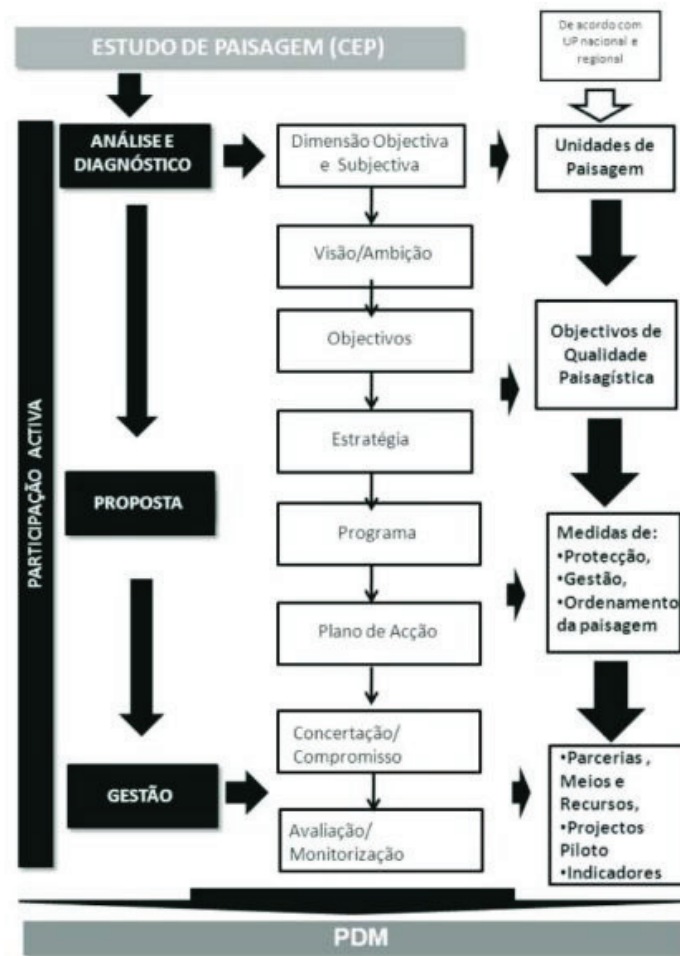 ESTUDO DE PAISAGEM (CEP)
De acordo com
UP nacional e
regional
PARTICIPAÇÃO ACTIVA
ANÁLISE E
DIAGNÓSTICO
Dimensão Objectiva
e Subjectiva
Unidades de
Paisagem
Visão/Ambição
Objectivos
Objectivos de
Qualidade
Paisagística
Estratégia
PROPOSTA
Programa
Medidas de:
•Protecção,
•Gestão,
•Ordenamento
da paisagem
Plano de Acção
Concertação/
Compromisso
GESTÃO
Avaliação/
Monitorização
•Parcerias ,
Meios e
Recursos,
•Projectos
Piloto
•Indicadores
PDM